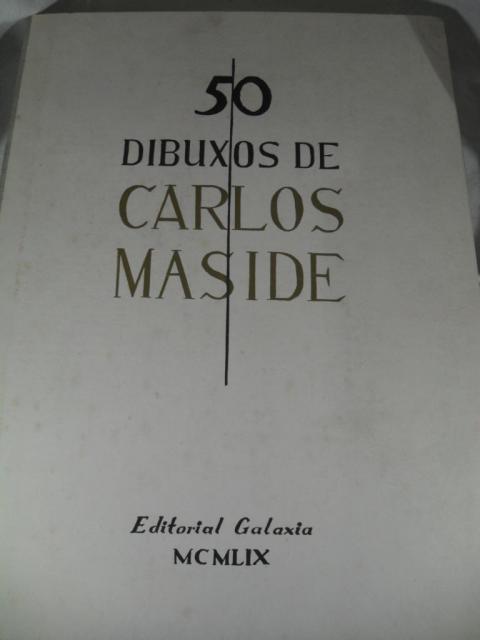 50
DIBUXOS DE
CARLOS
MASIDE
Editorial Galaxia
MCMLIX